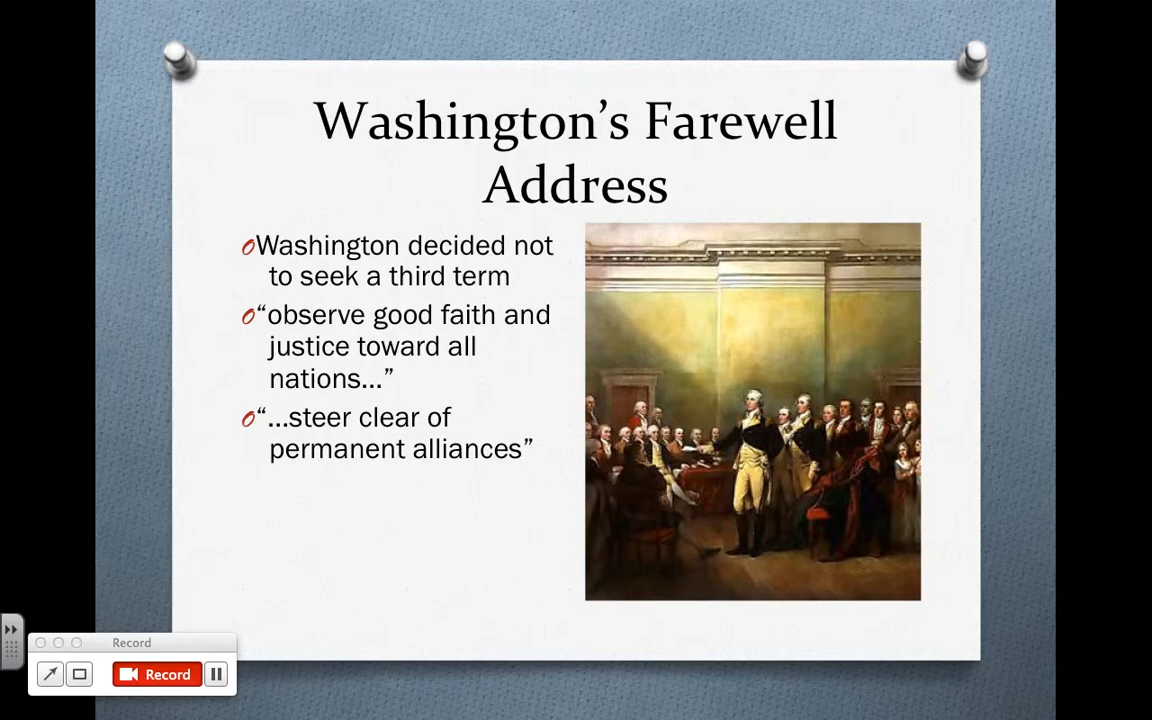 Washington’s Farewell
Address
Washington decided not
to seek a third term
“observe good faith and
justice toward all
nations…”
“…steer clear of
permanent alliances”
Record
Record